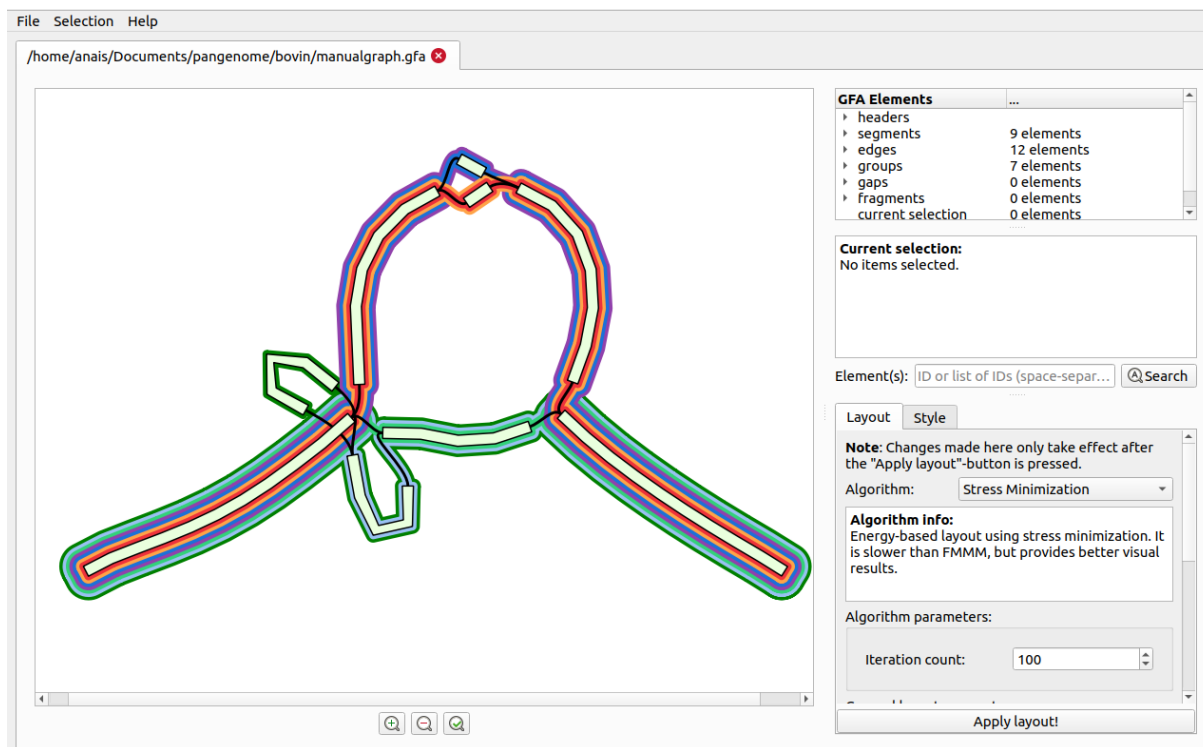 File Selection Help
/home/anais/Documents/pangenome/bovin/manualgraph.gfa
GFA Elements ...
headers
segments 9 elements
edges 12 elements
groups 7 elements
gaps 0 elements
fragments 0 elements
current selection 0 elements
Current selection:
No items selected.
Element(s): ID or list of IDs (space-separ... Search
Layout Style
Note: Changes made here only take effect after
the "Apply layout"-button is pressed.
Algorithm: Stress Minimization
Algorithm info:
Energy-based layout using stress minimization. It
is slower than FMMM, but provides better visual
results.
Algorithm parameters:
Iteration count: 100
Apply layout!